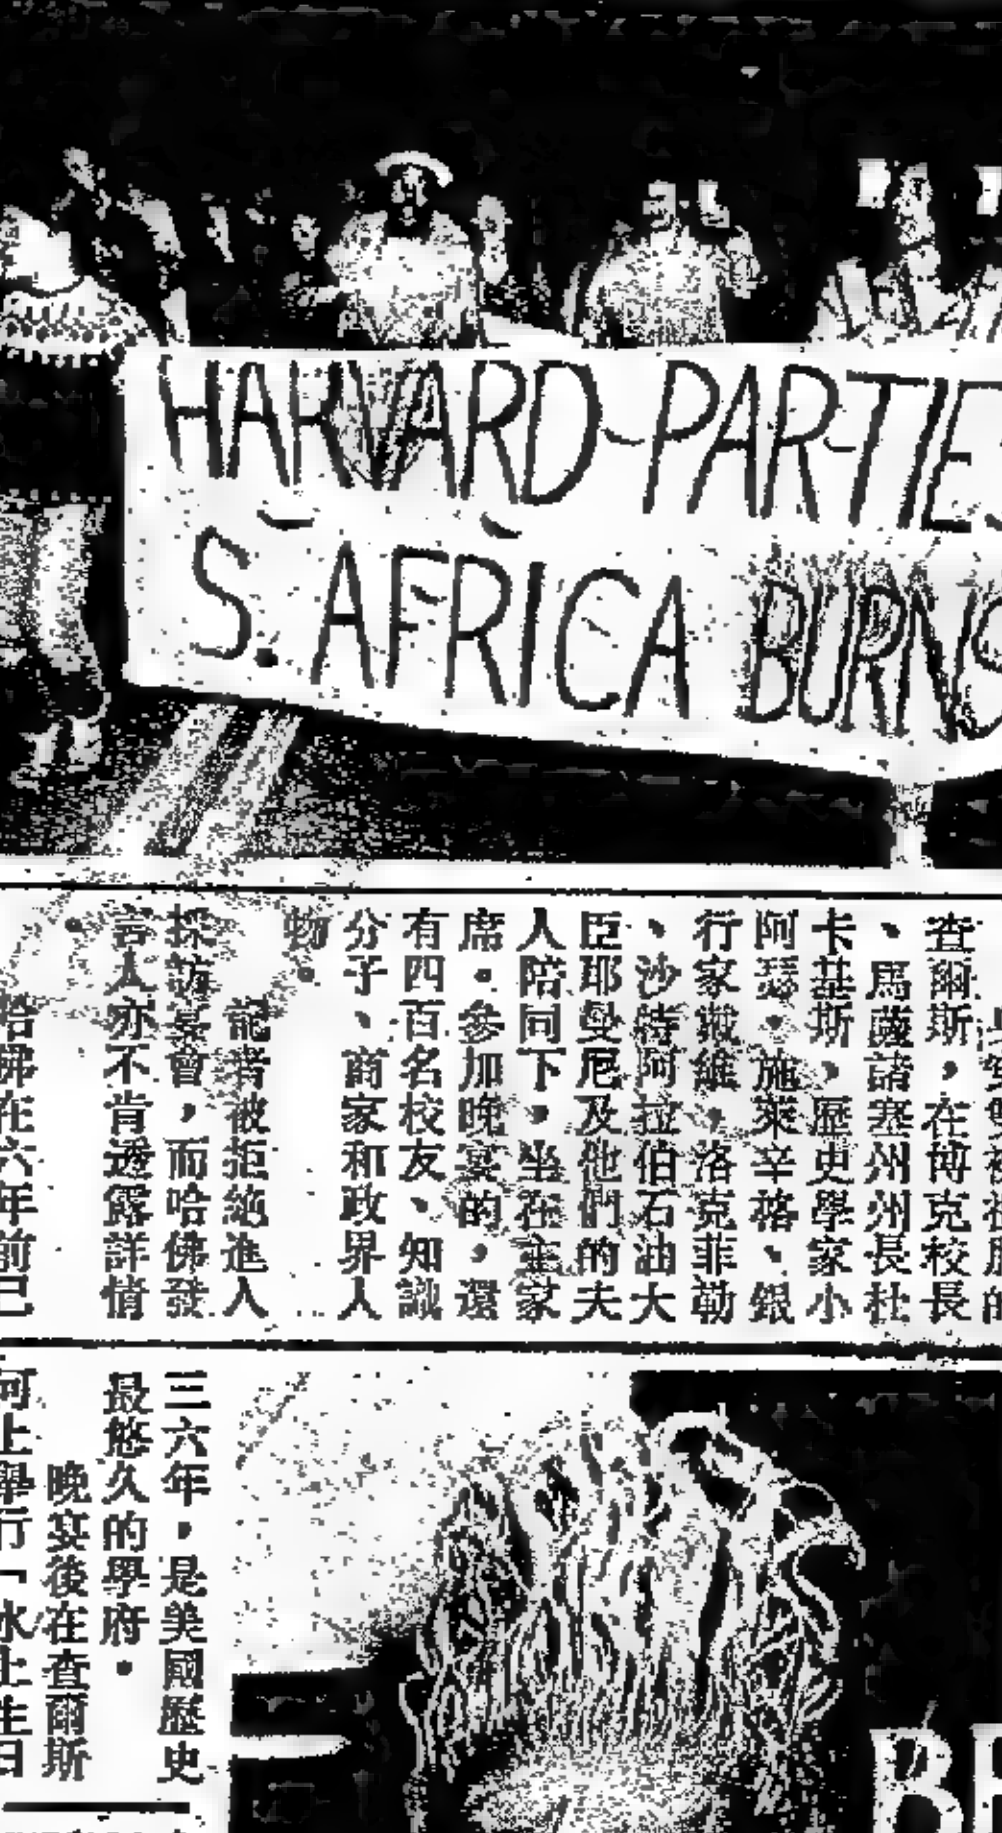 HARVARD-PARTIES
S. AFRICA BURNS
查爾斯，在博克校長
、馬薩諸塞州州長杜
卡基斯，歷史學家小
阿瑟·施萊辛格、銀
行家戴維·洛克菲勒
、沙特阿拉伯石油大
臣耶曼尼及他們的夫
人陪同下，坐在主家
席。參加晚宴的，還
有四百名校友、知識
分子、商家和政界人
物。
記者被拒絕進入
採訪宴會，而哈佛發
言人亦不肯透露詳情
。
哈佛在六年前已
三六年，是美國歷史
最悠久的學府。
晚宴後在查爾斯
河上舉行「水上生日